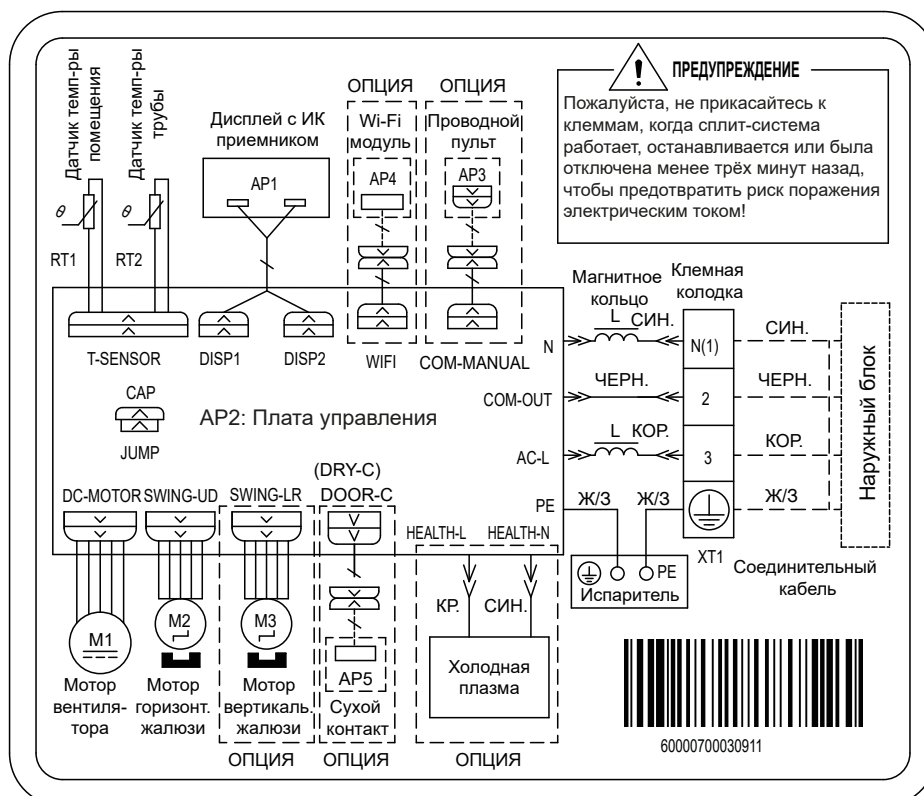 Датчик темп-ры
помещения
Датчик темп-ры
трубы
Дисплей с ИК
приемником
ОПЦИЯ
Wi-Fi
модуль
ОПЦИЯ
Проводной
пульт
ПРЕДУПРЕЖДЕНИЕ
Пожалуйста, не прикасайтесь к
клеммам, когда сплит-система
работает, останавливается или была
отключена менее трёх минут назад,
чтобы предотвратить риск поражения
электрическим током!
θ
θ
RT1
RT2
AP1
AP4
AP3
Магнитное
кольцо
Клемная
колодка
T-SENSOR
DISP1
DISP2
WIFI
COM-MANUAL
N
L
СИН.
N(1)
СИН.
CAP
JUMP
AP2: Плата управления
COM-OUT
ЧЕРН.
2
ЧЕРН.
AC-L
L
КОР.
3
КОР.
PE
Ж/З
Ж/З
Ж/З
XT1
Наружный блок
Соединительный
кабель
PE
Испаритель
DC-MOTOR
SWING-UD
SWING-LR
(DRY-C)
DOOR-C
HEALTH-L
HEALTH-N
КР.
СИН.
M1
M2
M3
AP5
Холодная
плазма
Мотор
вентиля-
тора
Мотор
горизонт.
жалюзи
Мотор
вертикаль.
жалюзи
Сухой
контакт
ОПЦИЯ
ОПЦИЯ
ОПЦИЯ
60000700030911